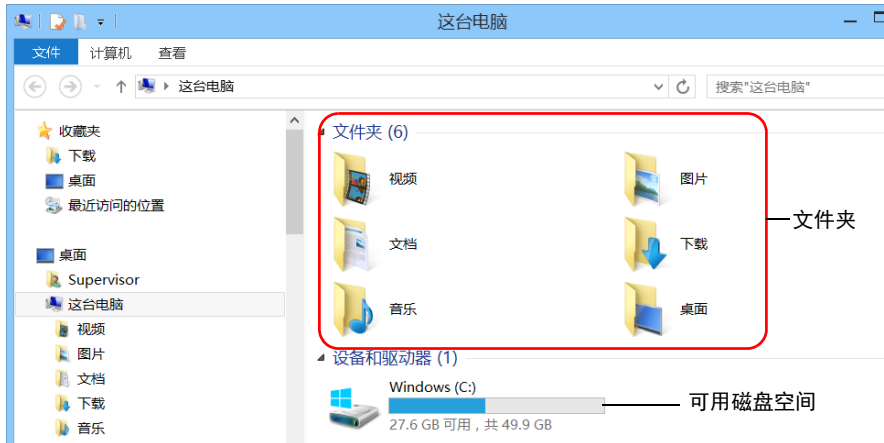 这台电脑
文件 计算机 查看
这台电脑
搜索"这台电脑"
收藏夹
下载
桌面
最近访问的位置
桌面
Supervisor
这台电脑
视频
图片
文档
下载
音乐
文件夹 (6)
视频 图片
文档 下载
音乐 桌面
文件夹
设备和驱动器 (1)
Windows (C:)
27.6 GB 可用，共 49.9 GB
可用磁盘空间